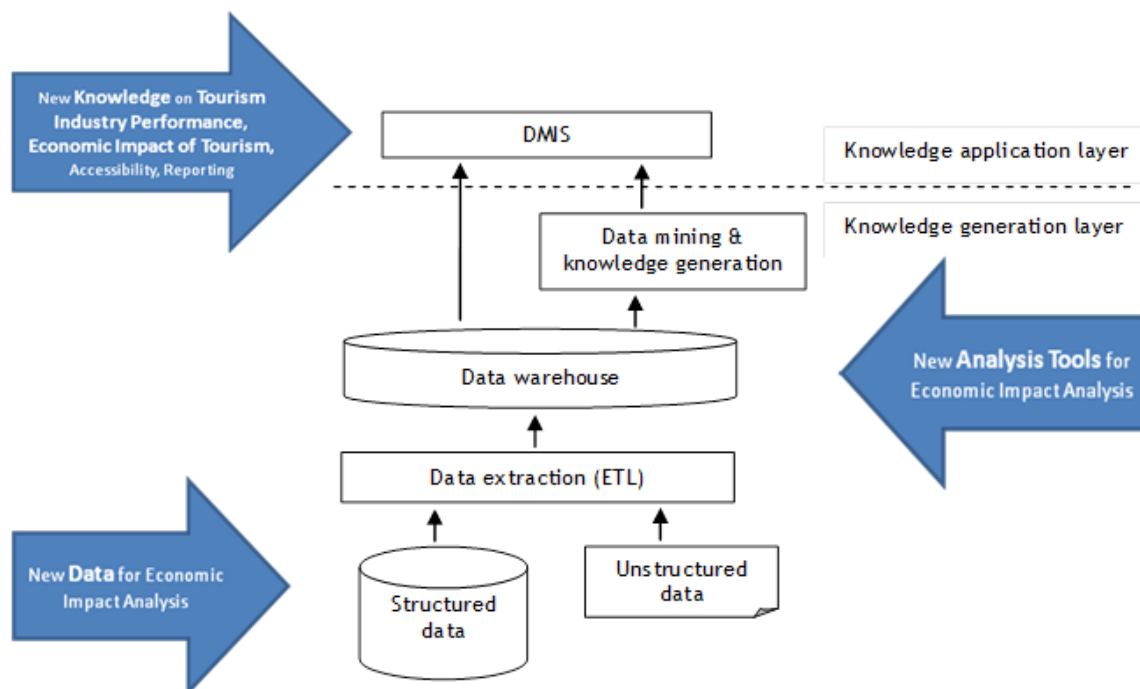 New Knowledge on Tourism
Industry Performance,
Economic Impact of Tourism,
Accessibility, Reporting
DMIS
Knowledge application layer
Knowledge generation layer
Data mining &
knowledge generation
Data warehouse
New Analysis Tools for
Economic Impact Analysis
Data extraction (ETL)
New Data for Economic
Impact Analysis
Structured
data
Unstructured
data